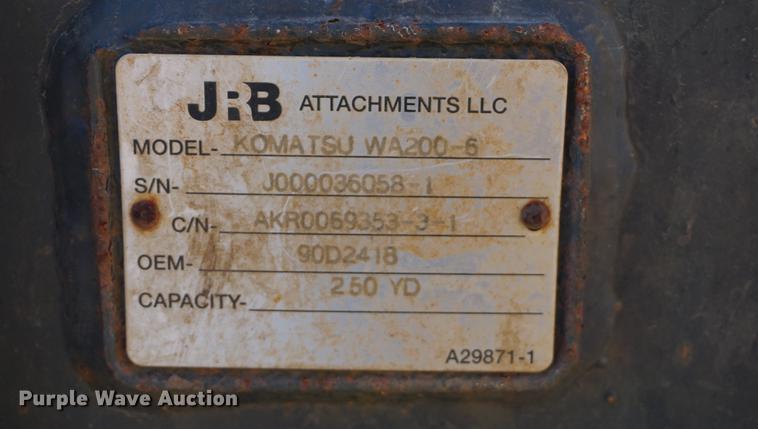 JRB ATTACHMENTS LLC
MODEL- KOMATSU WA200-6
S/N- J000036058-1
C/N- AKR0069353-3-1
OEM- 90D2418
CAPACITY- 2.50 YD
A29871-1
Purple Wave Auction